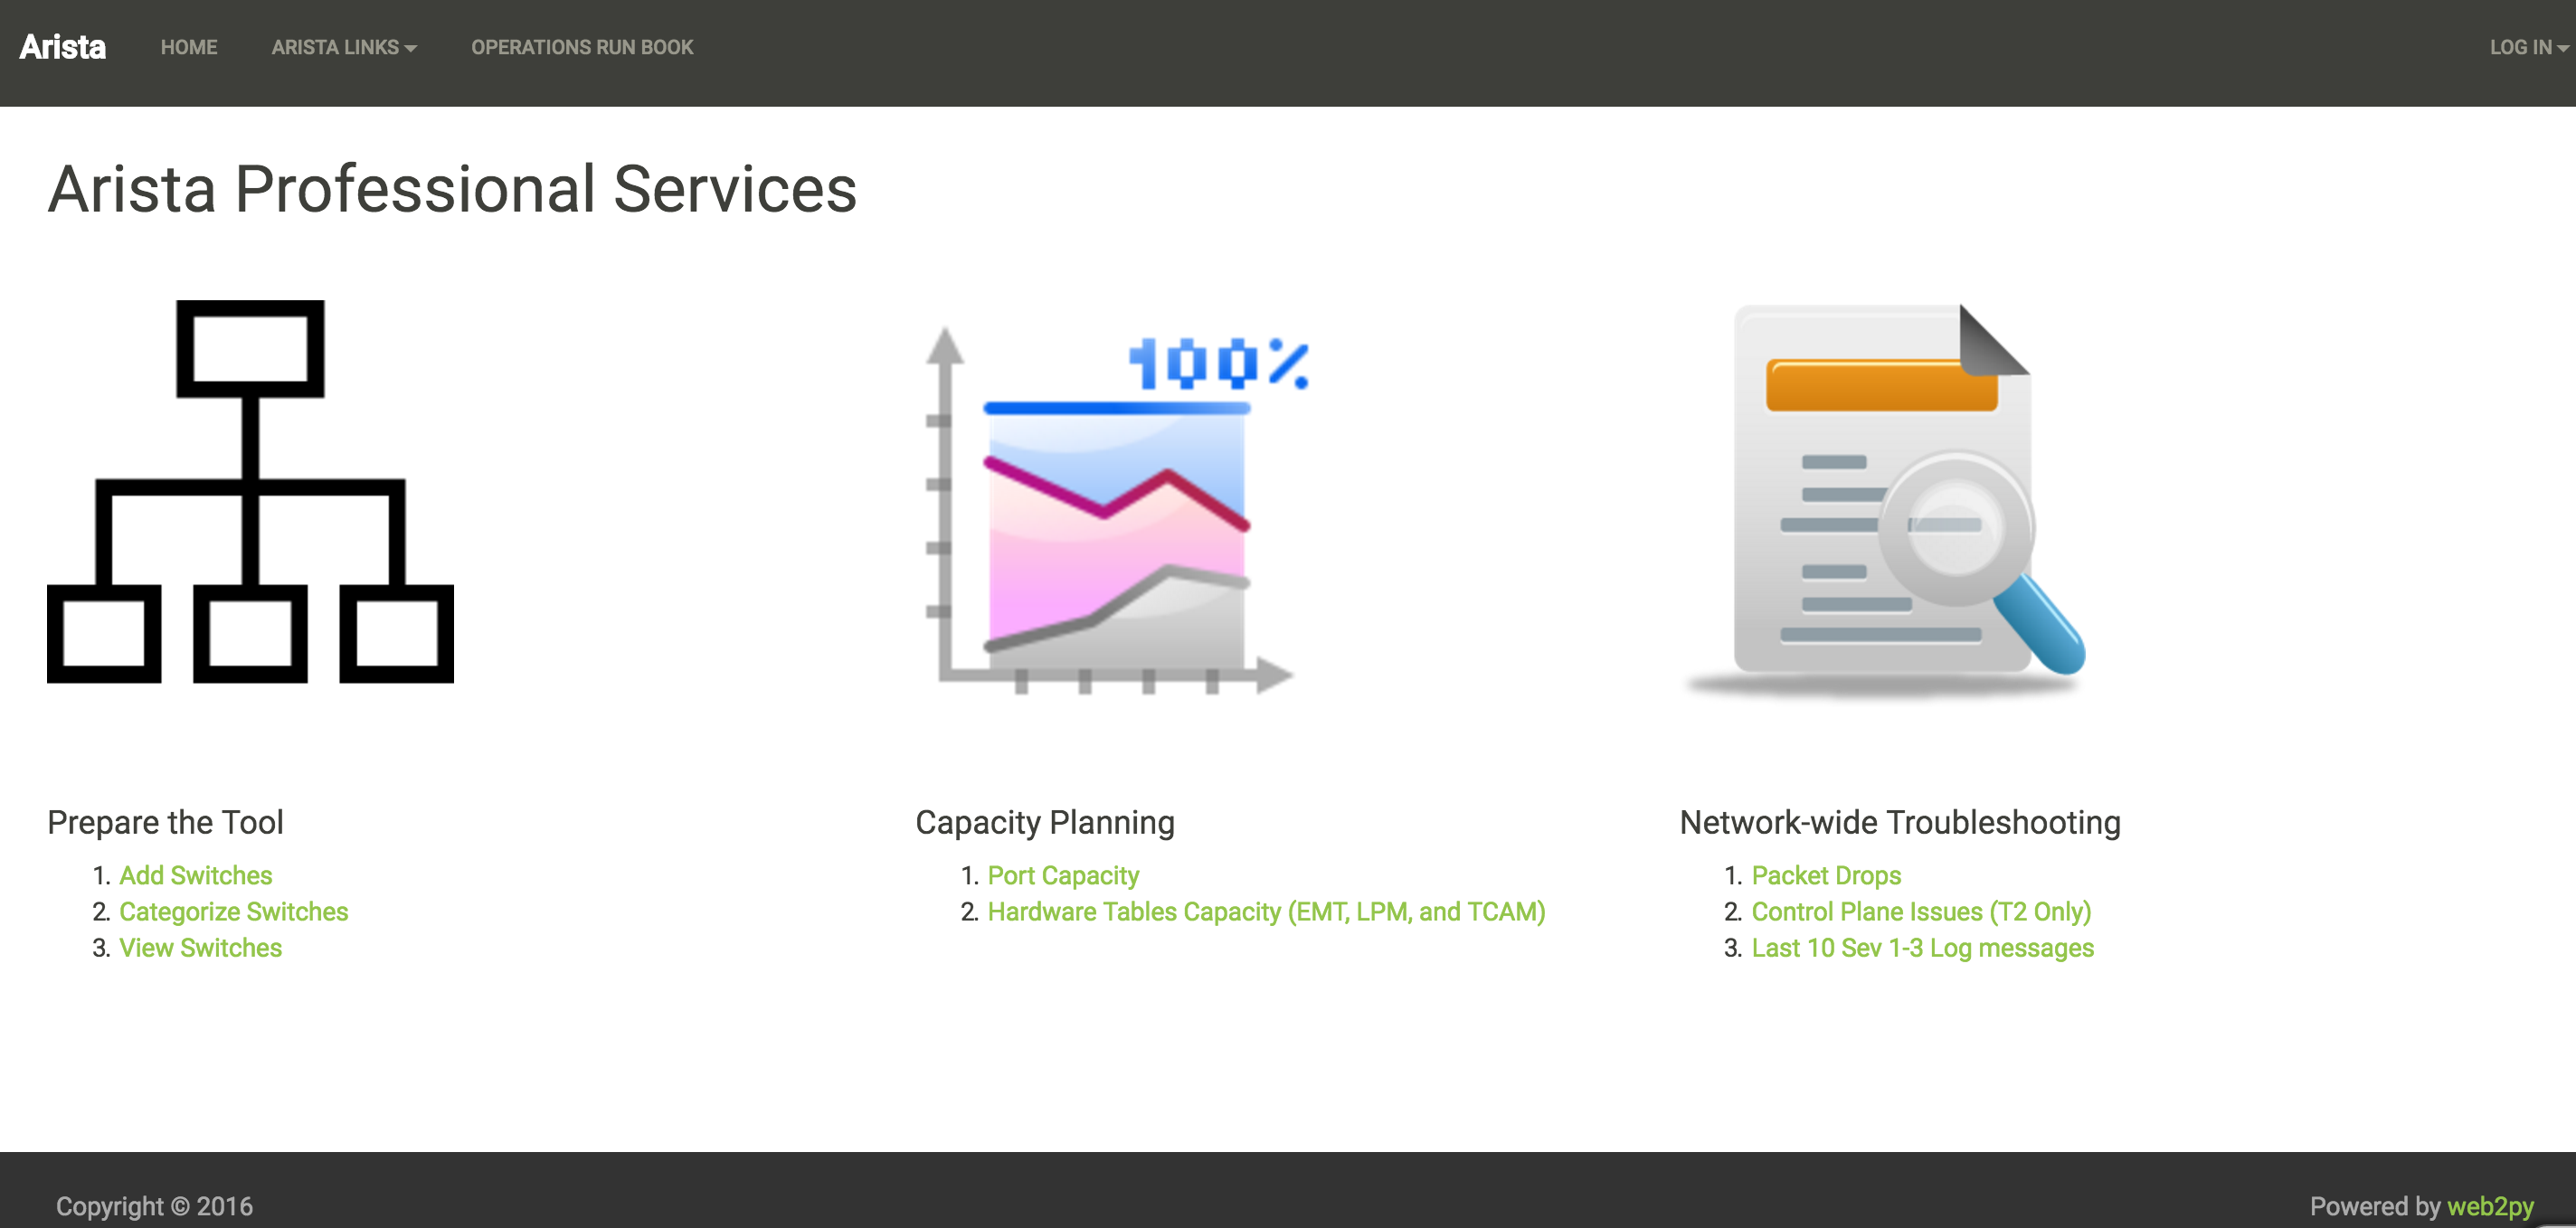 Arista HOME ARISTA LINKS OPERATIONS RUN BOOK LOG IN
Arista Professional Services
100%
Prepare the Tool
1. Add Switches
2. Categorize Switches
3. View Switches
Capacity Planning
1. Port Capacity
2. Hardware Tables Capacity (EMT, LPM, and TCAM)
Network-wide Troubleshooting
1. Packet Drops
2. Control Plane Issues (T2 Only)
3. Last 10 Sev 1-3 Log messages
Copyright © 2016
Powered by web2py